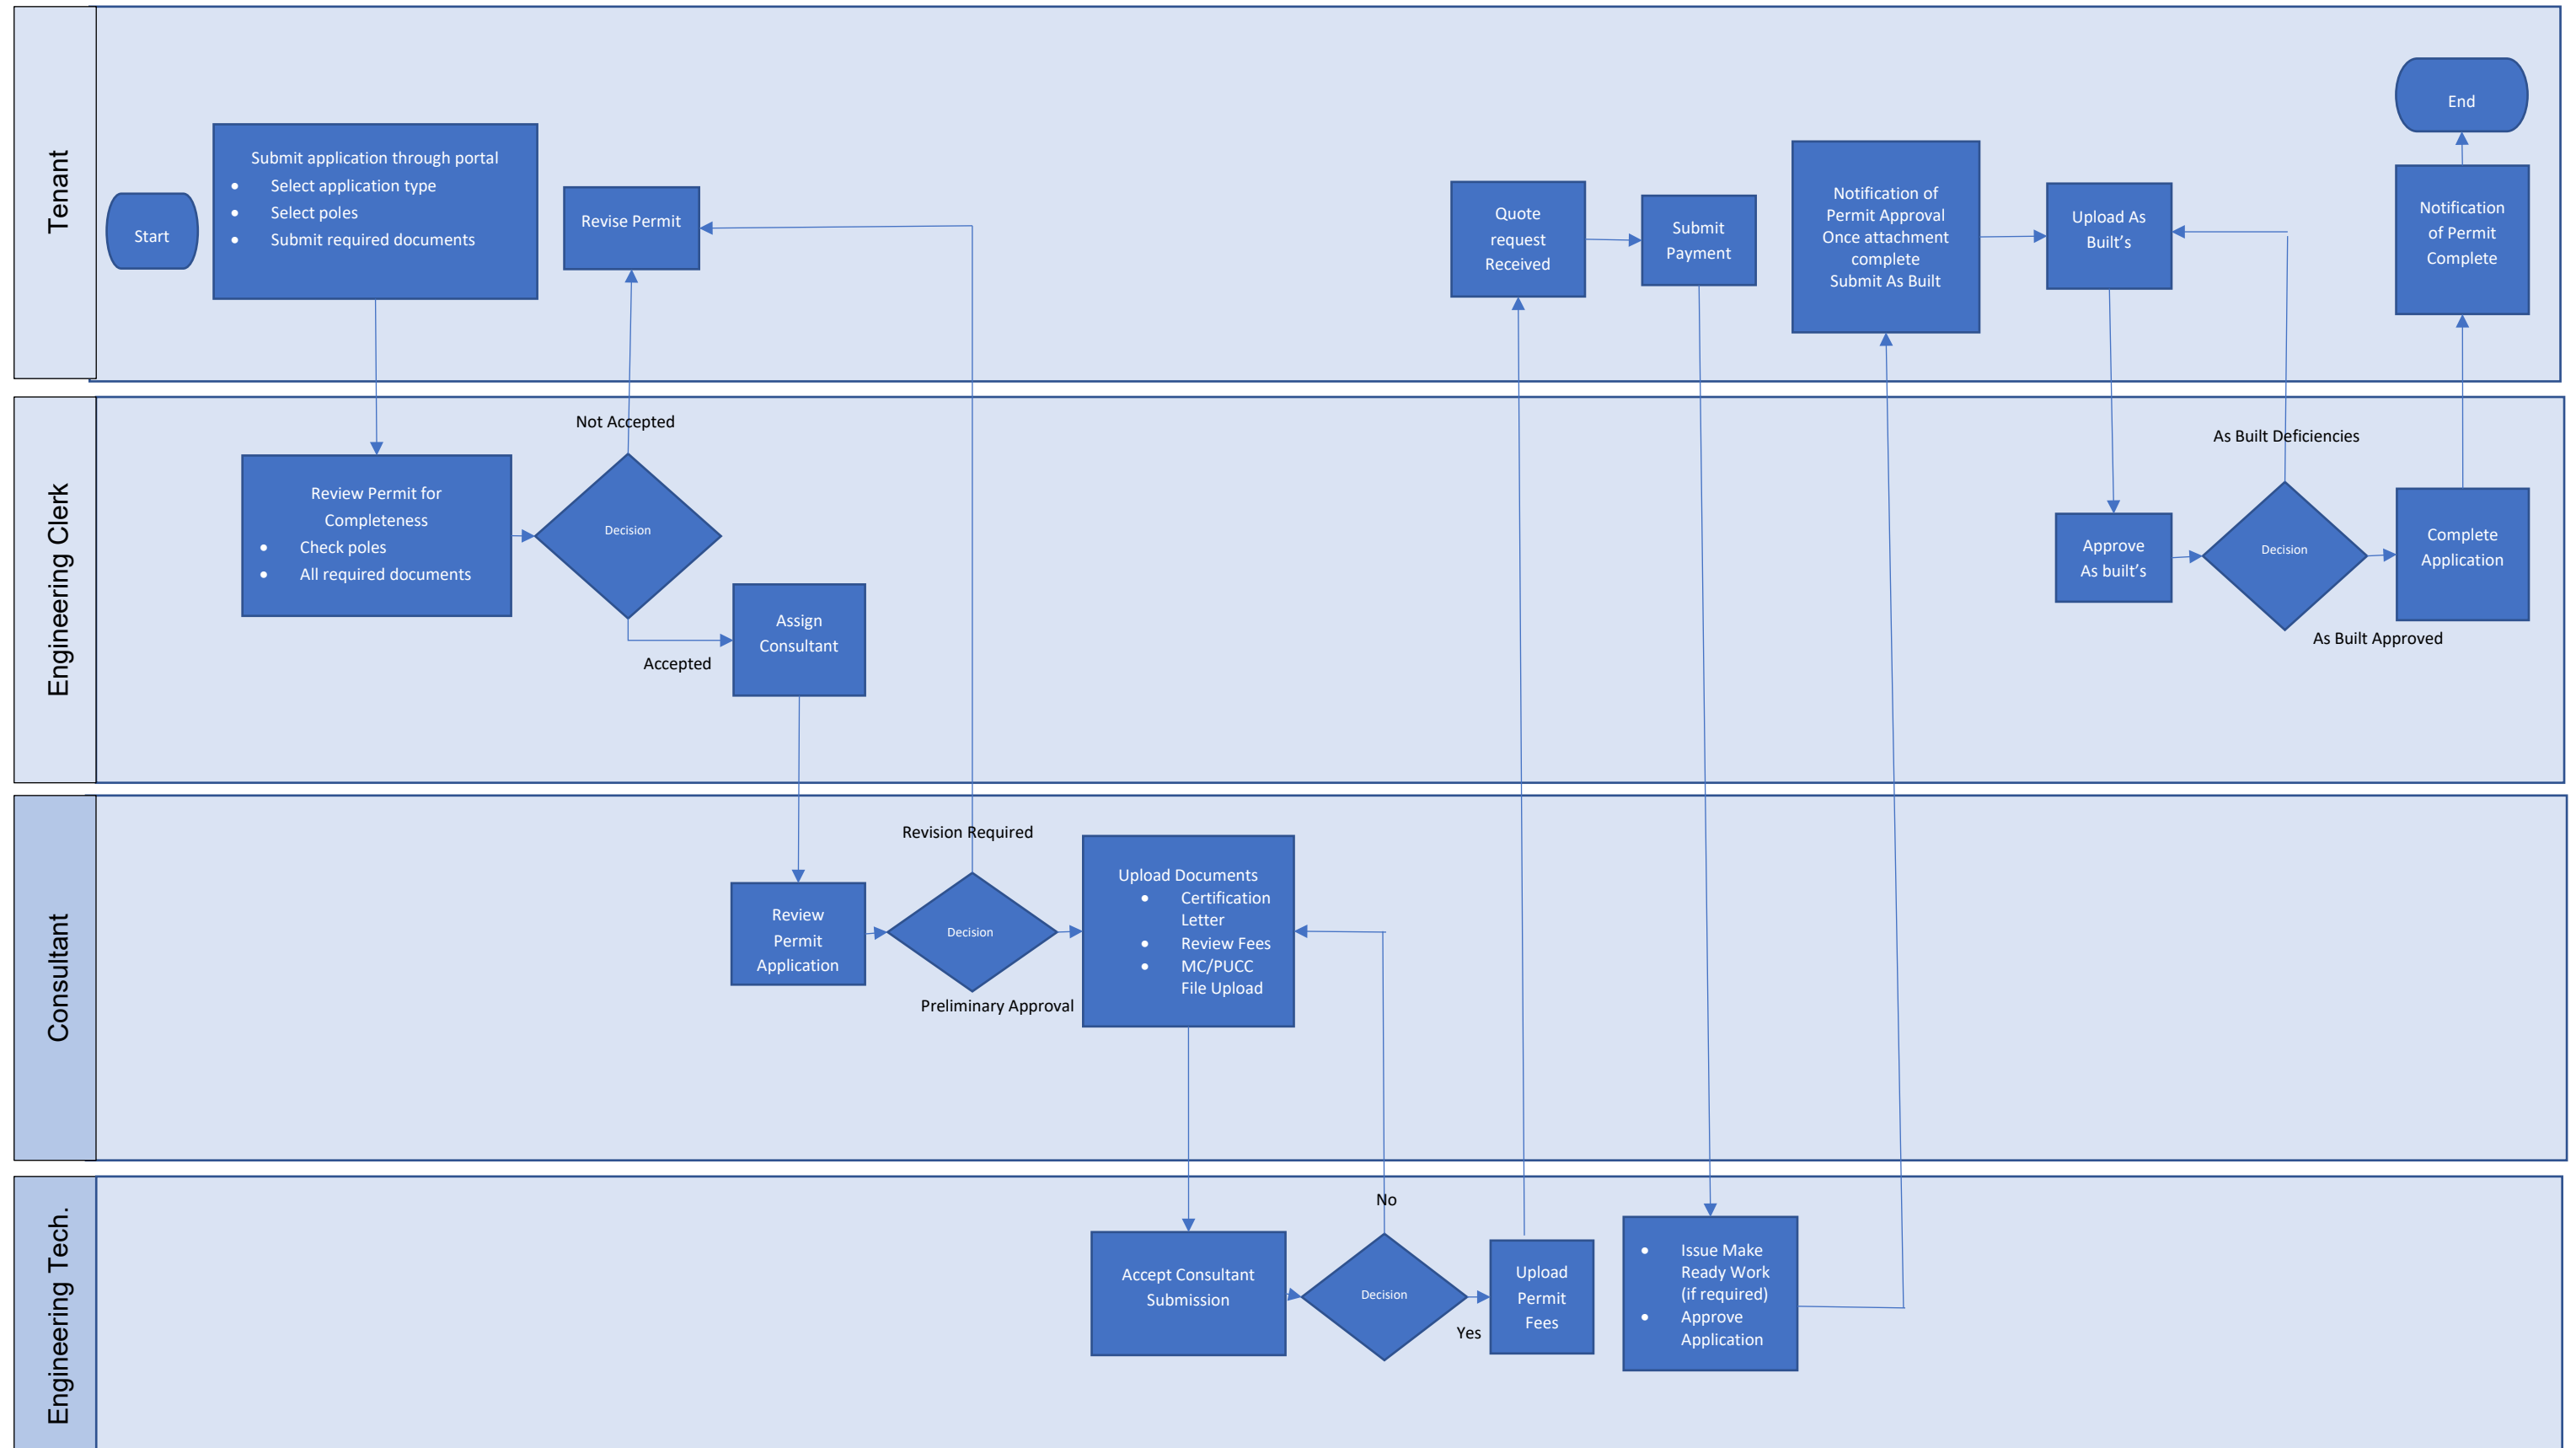 Tenant
Start
Submit application through portal
• Select application type
• Select poles
• Submit required documents
Revise Permit
Quote
request
Received
Submit
Payment
Notification of
Permit Approval
Once attachment
complete
Submit As Built
Upload As
Built’s
End
Notification
of Permit
Complete
Engineering Clerk
Review Permit for
Completeness
• Check poles
• All required documents
Not Accepted
Decision
Accepted
Assign
Consultant
Approve
As built’s
As Built Deficiencies
Decision
As Built Approved
Complete
Application
Consultant
Review
Permit
Application
Revision Required
Decision
Preliminary Approval
Upload Documents
• Certification
Letter
• Review Fees
• MC/PUCC
File Upload
Engineering Tech.
Accept Consultant
Submission
No
Decision
Yes
Upload
Permit
Fees
• Issue Make
Ready Work
(if required)
• Approve
Application